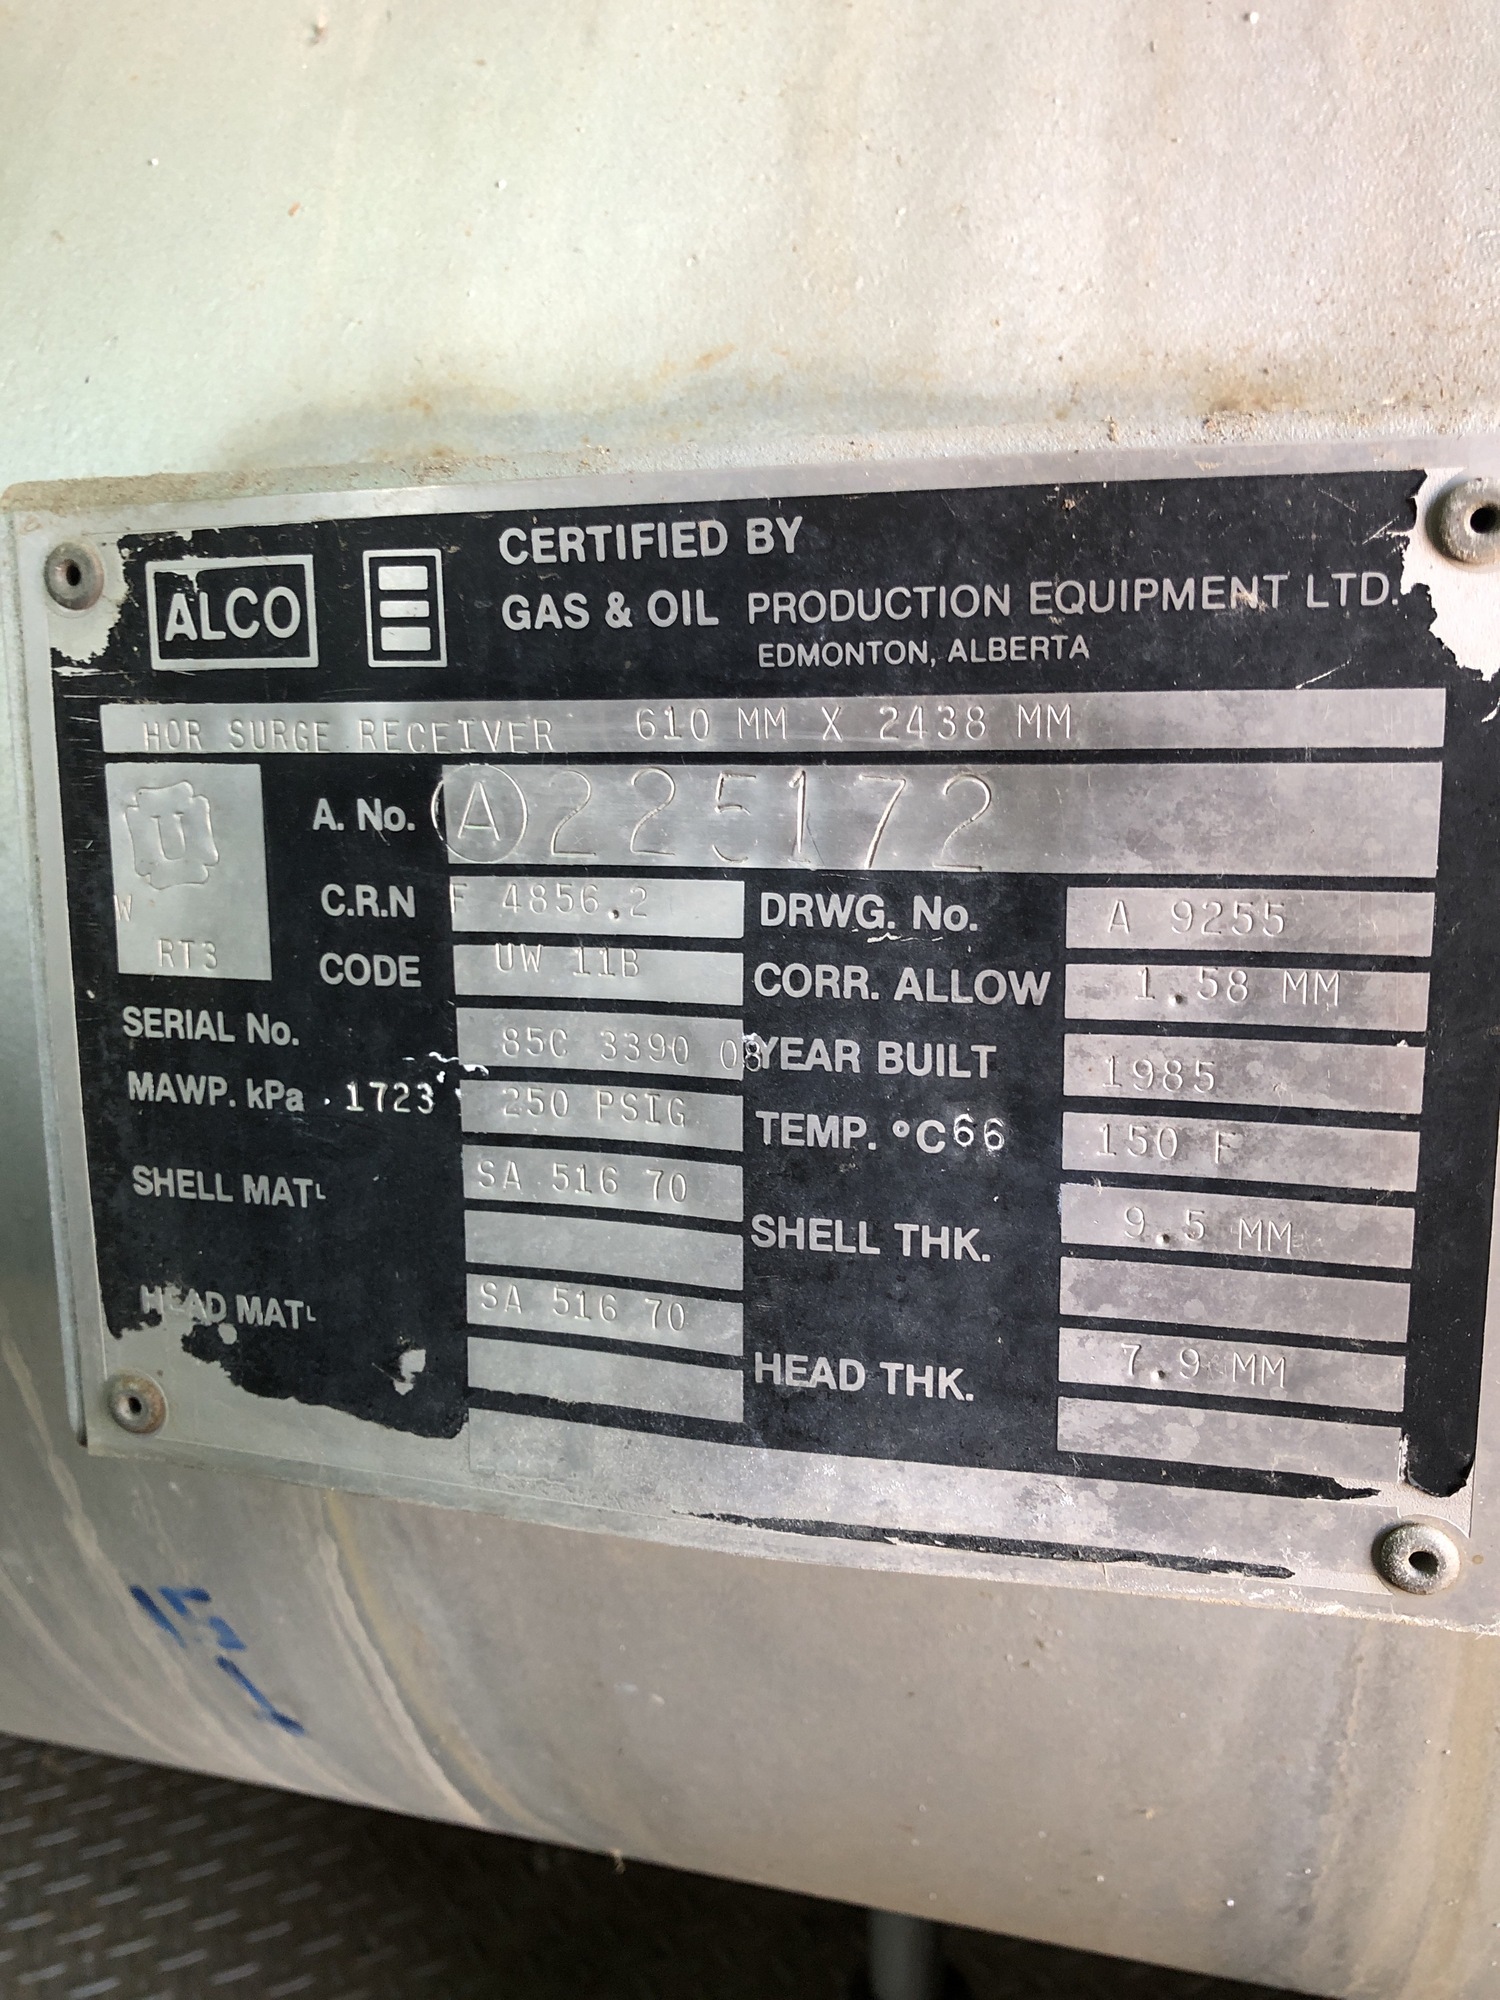 ALCO
CERTIFIED BY
GAS & OIL PRODUCTION EQUIPMENT LTD.
EDMONTON, ALBERTA
HOR SURGE RECEIVER 610 MM X 2438 MM
U
W
RT3
A. No. A 225172
C.R.N F 4856.2
DRWG. No. A 9255
CODE UW 11B
CORR. ALLOW 1.58 MM
SERIAL No. 85C 3390 08
YEAR BUILT 1985
MAWP. kPa 1723 250 PSIG
TEMP. °C 66 150 F
SHELL MATL SA 516 70
SHELL THK. 9.5 MM
HEAD MATL SA 516 70
HEAD THK. 7.9 MM